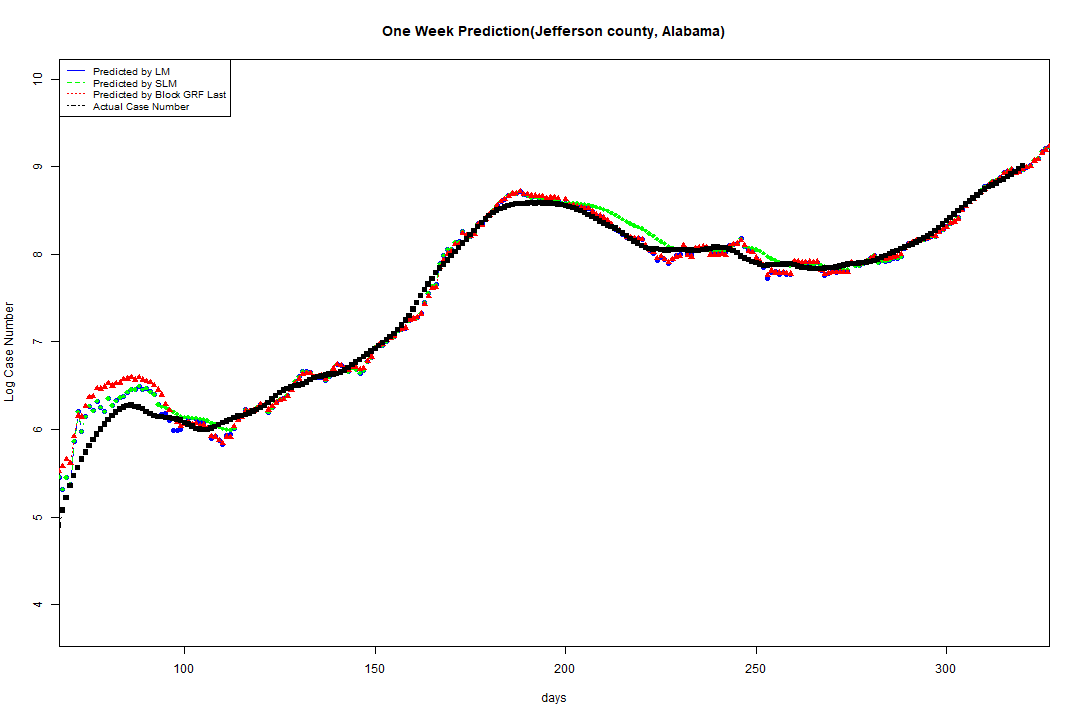 One Week Prediction(Jefferson county, Alabama)
Predicted by LM
Predicted by SLM
Predicted by Block GRF Last
Actual Case Number
10
9
8
7
6
5
4
Log Case Number
100 150 200 250 300
days